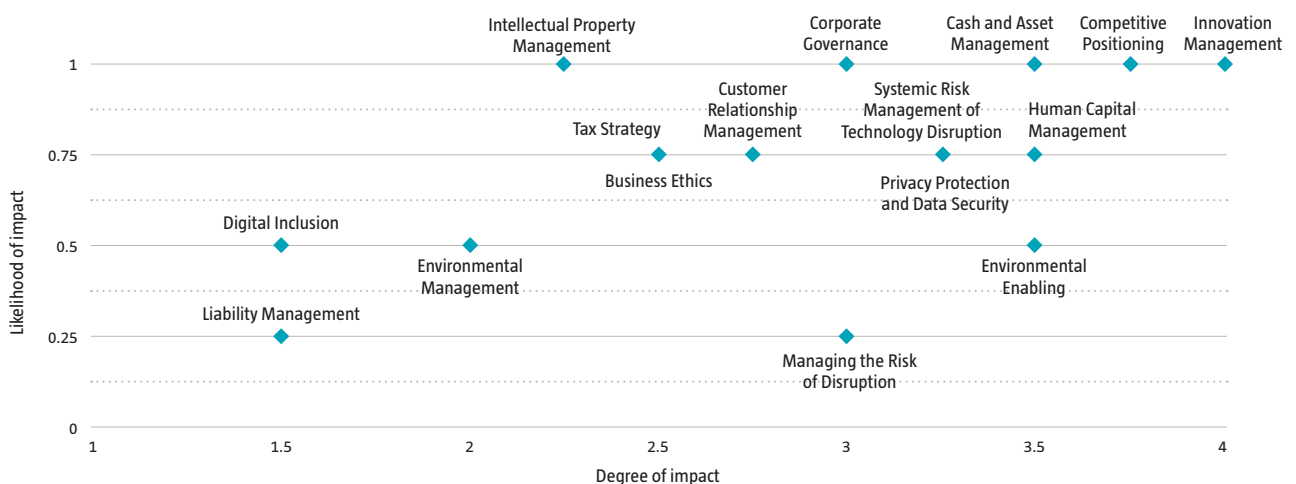 Intellectual Property
Management
Corporate
Governance
Cash and Asset
Management
Competitive
Positioning
Innovation
Management
1
Customer
Relationship
Management
Systemic Risk
Management of
Technology Disruption
Human Capital
Management
Tax Strategy
0.75
Business Ethics
Privacy Protection
and Data Security
Digital Inclusion
0.5
Environmental
Management
Environmental
Enabling
Liability Management
0.25
Managing the Risk
of Disruption
0
Likelihood of impact
1
1.5
2
2.5
3
3.5
4
Degree of impact